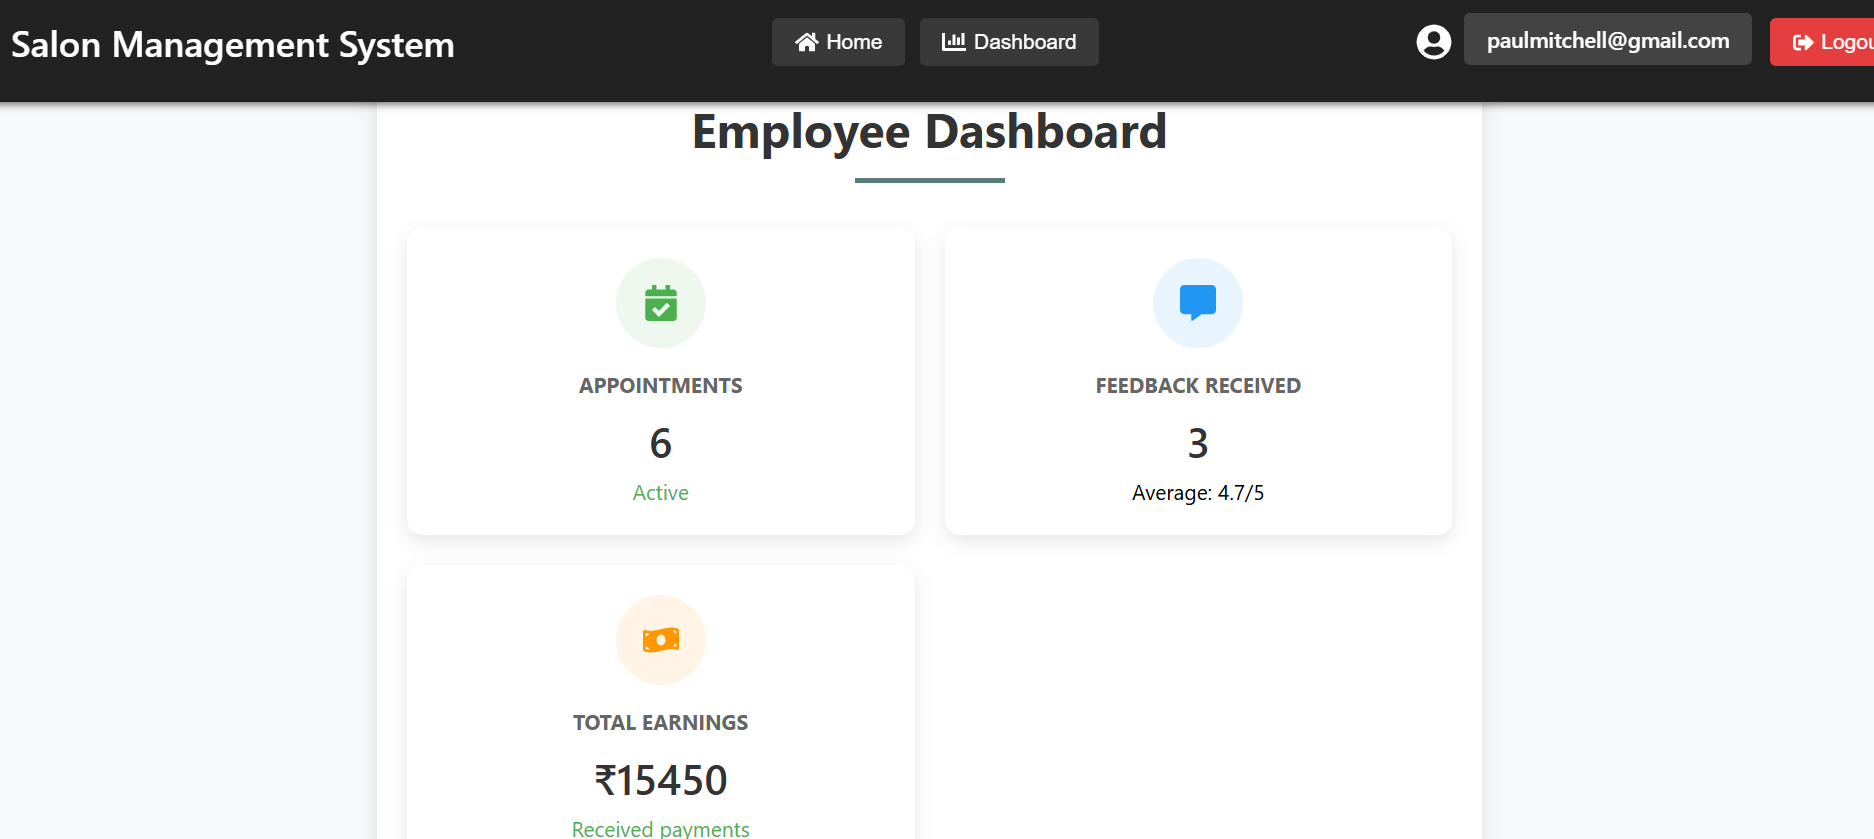 Salon Management System
Home
Dashboard
paulmitchell@gmail.com
Logou
Employee Dashboard
APPOINTMENTS
6
Active
FEEDBACK RECEIVED
3
Average: 4.7/5
TOTAL EARNINGS
₹15450
Received payments